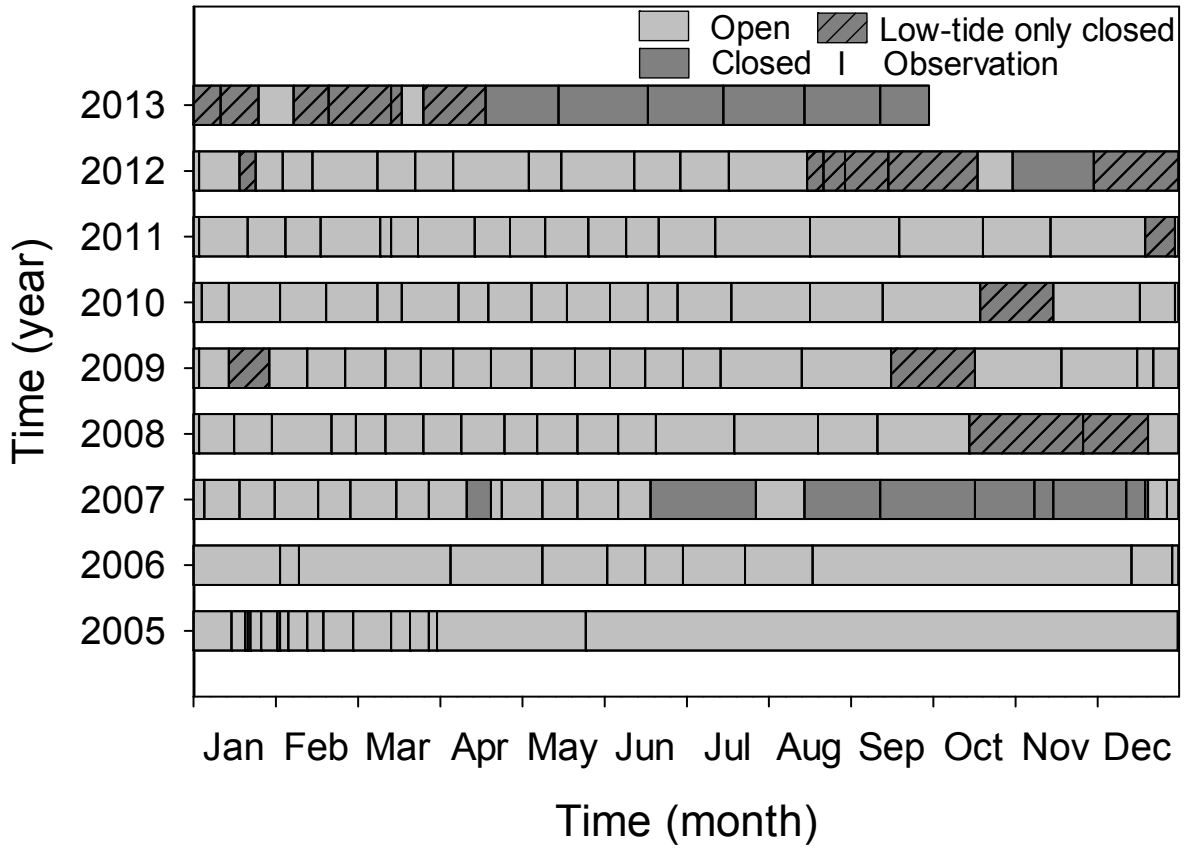 Open Low-tide only closed
Closed I Observation
2013
2012
2011
2010
2009
2008
2007
2006
2005
Time (year)
Jan Feb Mar Apr May Jun Jul Aug Sep Oct Nov Dec
Time (month)